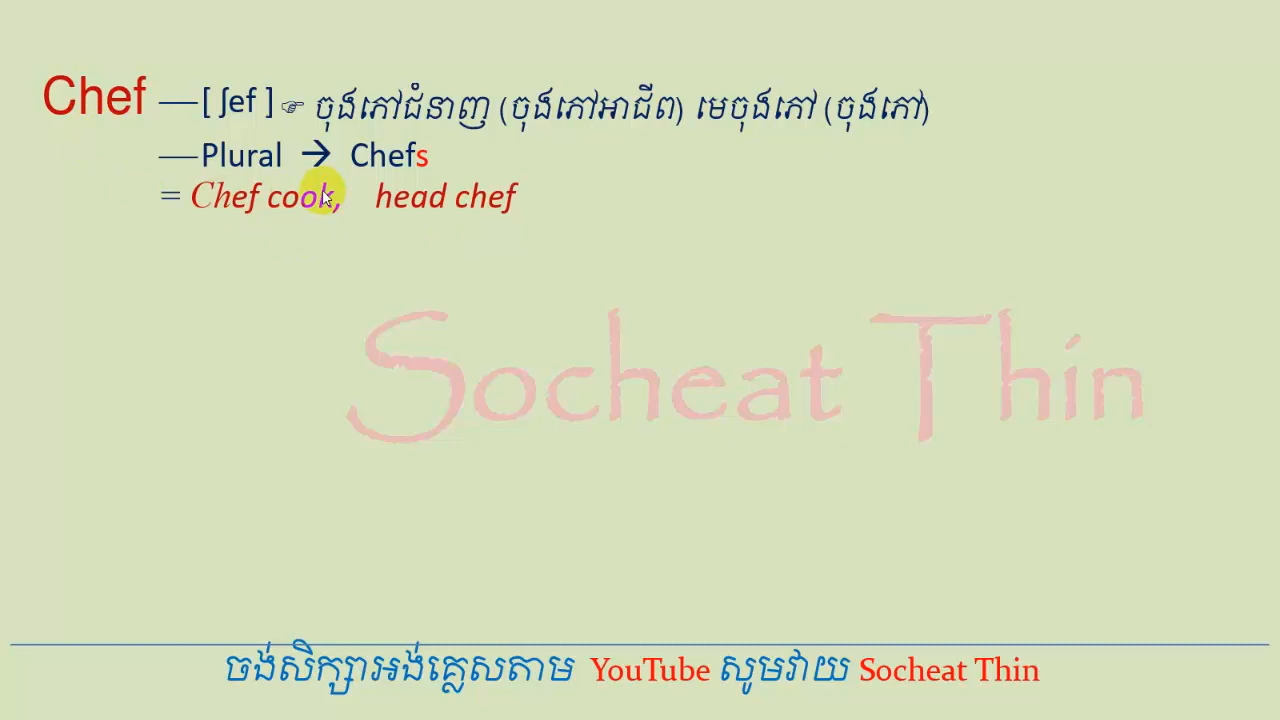 Chef —[ ʃef ] ☞ ចុងភៅជំនាញ (ចុងភៅអាជីព) មេចុងភៅ (ចុងភៅ)
—Plural → Chefs
= Chef cook, head chef
Socheat Thin
ចង់សិក្សាអង់គ្លេសតាម YouTube សូមវាយ Socheat Thin